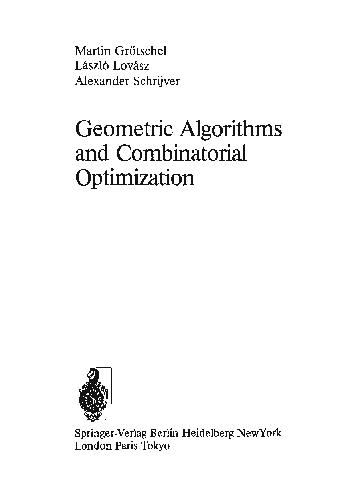 Martin Grötschel
László Lovász
Alexander Schrijver
Geometric Algorithms
and Combinatorial
Optimization
Springer-Verlag Berlin Heidelberg NewYork
London Paris Tokyo